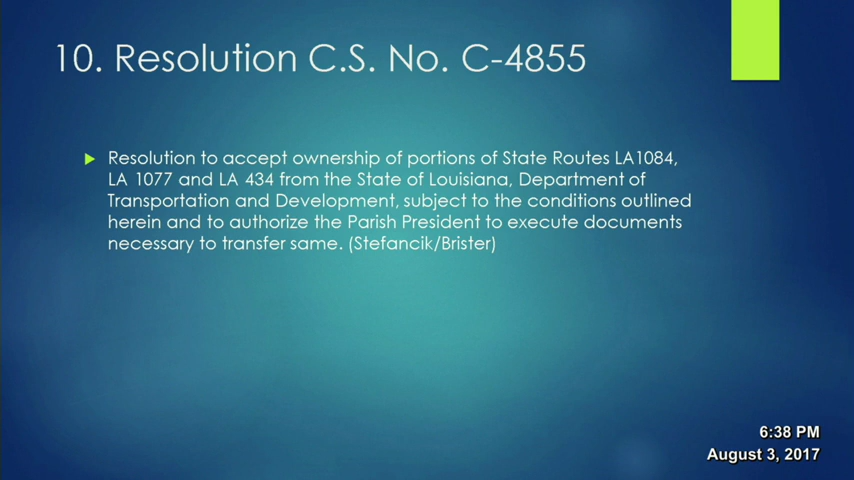 10. Resolution C.S. No. C-4855
Resolution to accept ownership of portions of State Routes LA1084,
LA 1077 and LA 434 from the State of Louisiana, Department of
Transportation and Development, subject to the conditions outlined
herein and to authorize the Parish President to execute documents
necessary to transfer same. (Stefancik/Brister)
6:38 PM
August 3, 2017